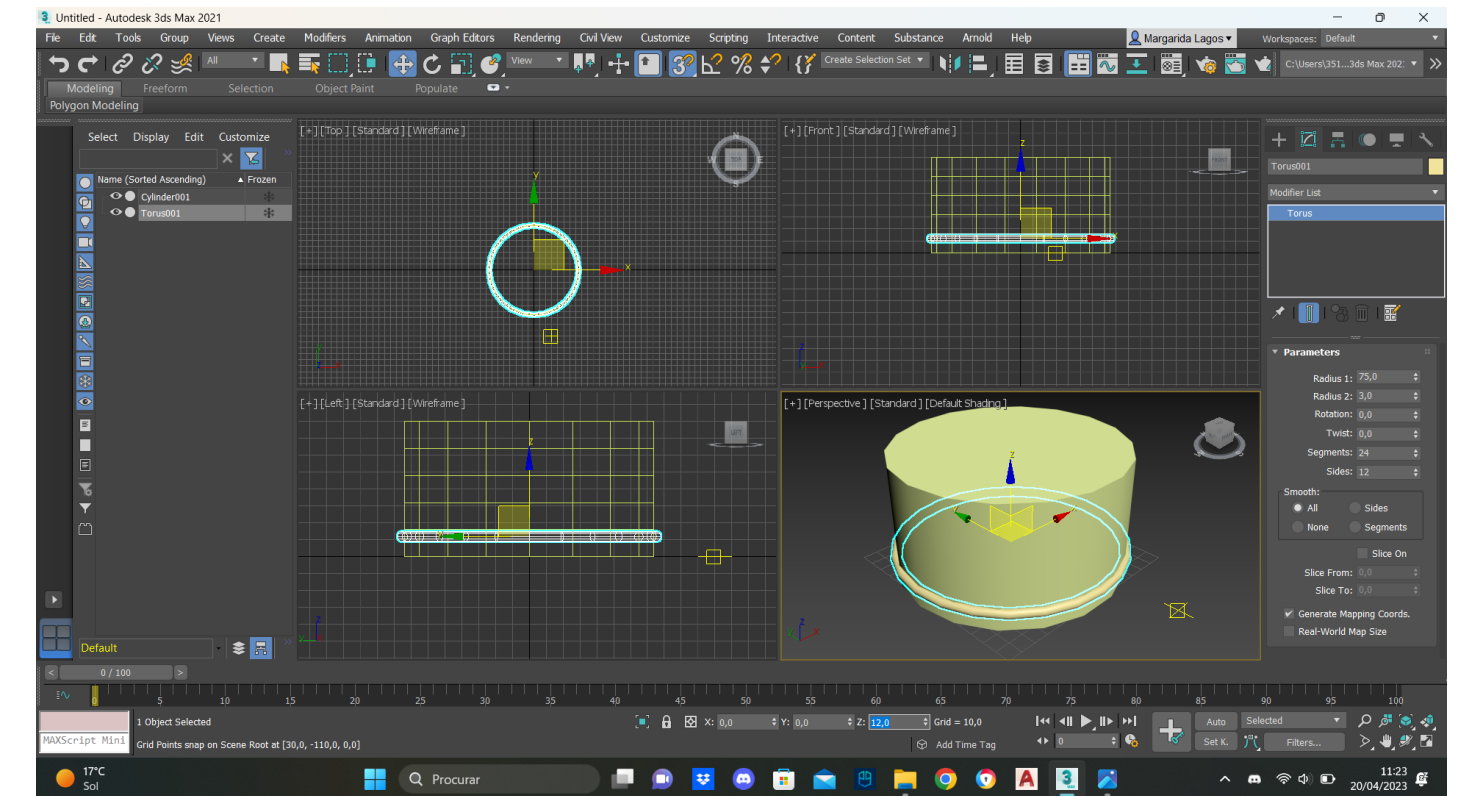 3 Untitled - Autodesk 3ds Max 2021
File Edit Tools Group Views Create Modifiers Animation Graph Editors Rendering Civil View Customize Scripting Interactive Content Substance Arnold Help Margarida Lagos Workspaces: Default
All View Create Selection Set C:\Users\351...3ds Max 202:
Modeling Freeform Selection Object Paint Populate
Polygon Modeling
Select Display Edit Customize
Name (Sorted Ascending) Frozen
Cylinder001
Torus001
Default
[+] [Top ] [Standard ] [Wireframe ]
TOP
N
W E
S
y
x
[+] [Front ] [Standard ] [Wireframe ]
FRONT
z
[+] [Left ] [Standard ] [Wireframe ]
LEFT
z
[+] [Perspective ] [Standard ] [Default Shading ]
z
Torus001
Modifier List
Torus
Parameters
Radius 1: 75,0
Radius 2: 3,0
Rotation: 0,0
Twist: 0,0
Segments: 24
Sides: 12
Smooth:
All Sides
None Segments
Slice On
Slice From: 0,0
Slice To: 0,0
Generate Mapping Coords.
Real-World Map Size
< 0 / 100 >
0 5 10 15 20 25 30 35 40 45 50 55 60 65 70 75 80 85 90 95 100
1 Object Selected X: 0,0 Y: 0,0 Z: 12,0 Grid = 10,0 Auto Selected
MAXScript Mini Grid Points snap on Scene Root at [30,0, -110,0, 0,0] Add Time Tag 0 Set K. Filters...
17°C
Sol
Procurar
11:23
20/04/2023